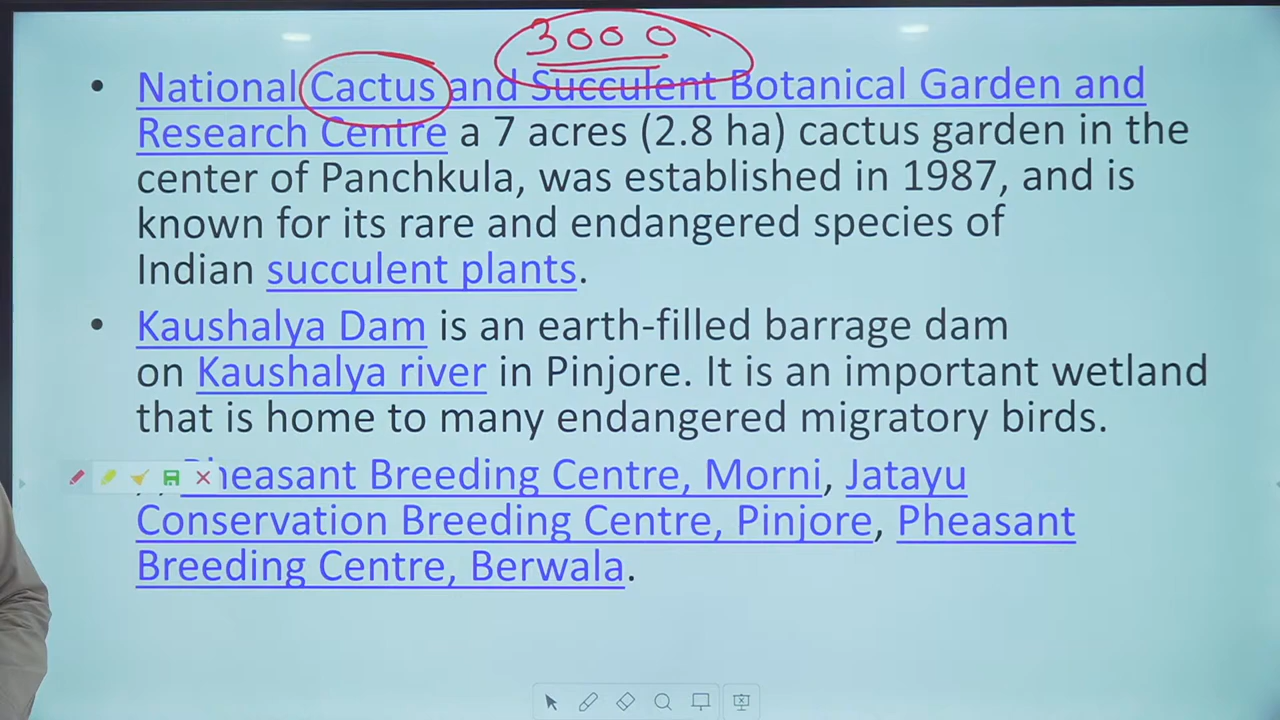 3000
• National Cactus and Succulent Botanical Garden and
Research Centre a 7 acres (2.8 ha) cactus garden in the
center of Panchkula, was established in 1987, and is
known for its rare and endangered species of
Indian succulent plants.
• Kaushalya Dam is an earth-filled barrage dam
on Kaushalya river in Pinjore. It is an important wetland
that is home to many endangered migratory birds.
Pheasant Breeding Centre, Morni, Jatayu
Conservation Breeding Centre, Pinjore, Pheasant
Breeding Centre, Berwala.